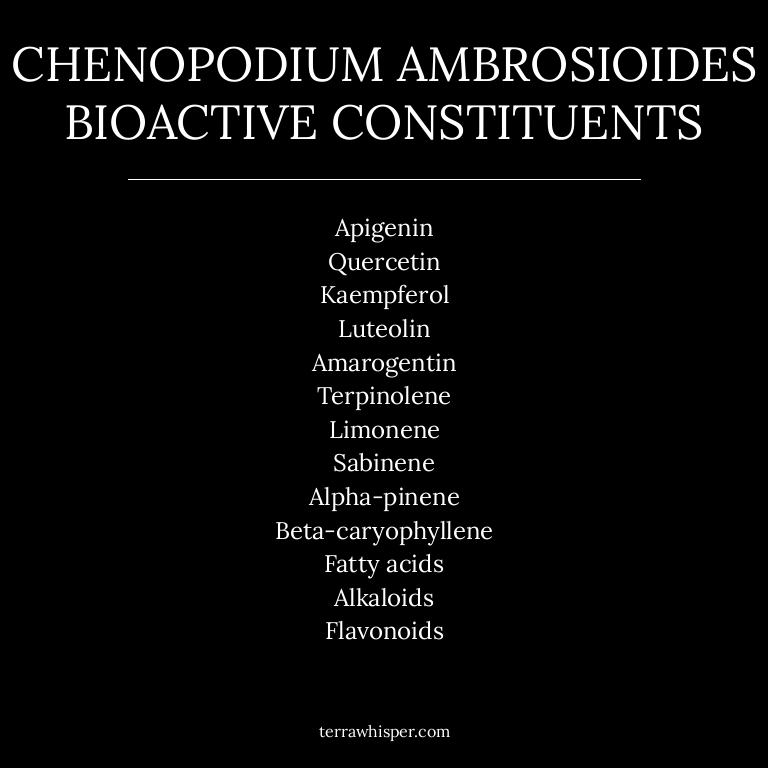 CHENOPODIUM AMBROSIOIDES
BIOACTIVE CONSTITUENTS
Apigenin
Quercetin
Kaempferol
Luteolin
Amarogentin
Terpinolene
Limonene
Sabinene
Alpha-pinene
Beta-caryophyllene
Fatty acids
Alkaloids
Flavonoids
terrawhisper.com